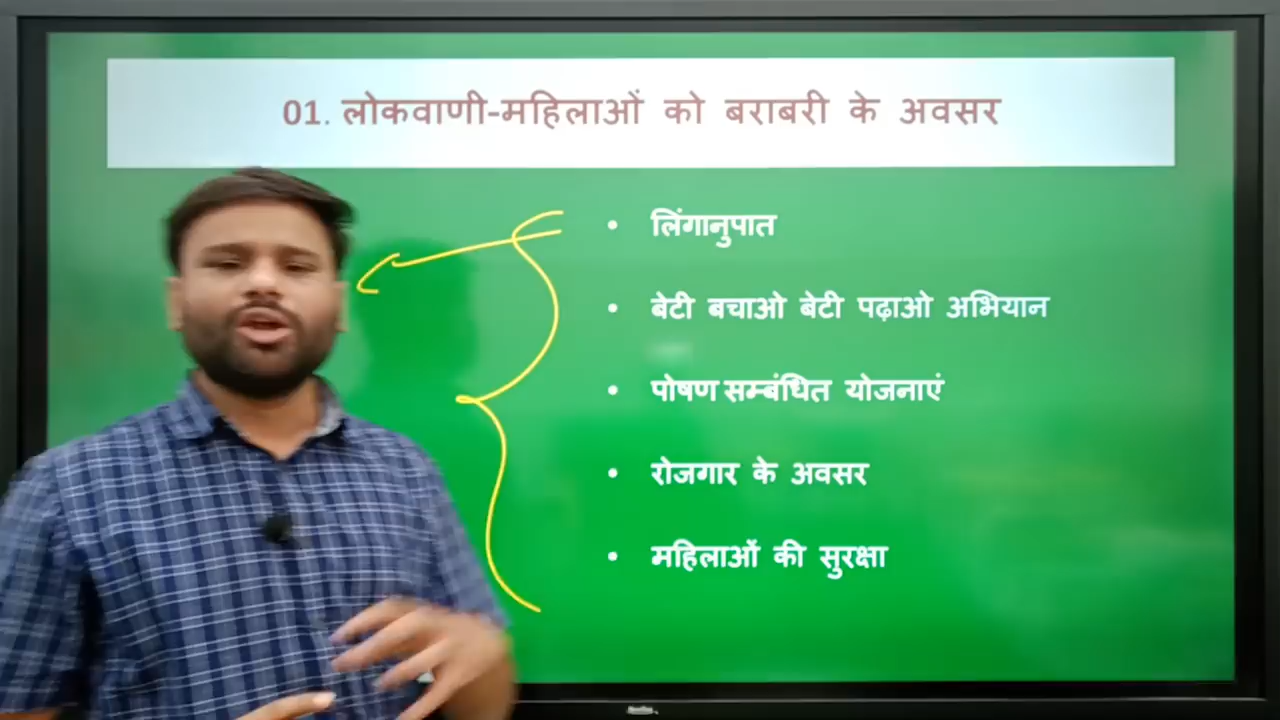 01. लोकवाणी-महिलाओं को बराबरी के अवसर
• लिंगानुपात
• बेटी बचाओ बेटी पढ़ाओ अभियान
• पोषण सम्बंधित योजनाएं
• रोजगार के अवसर
• महिलाओं की सुरक्षा